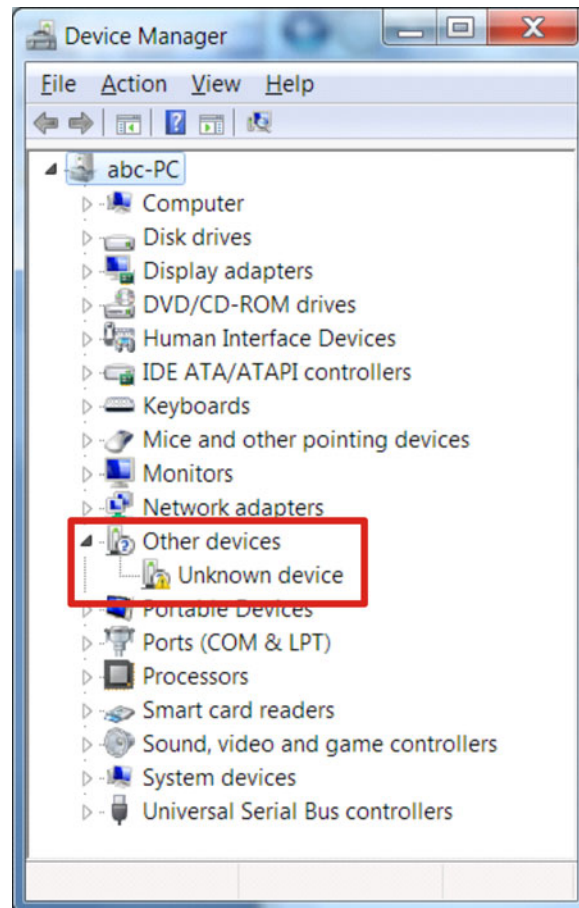 Device Manager
File Action View Help
abc-PC
Computer
Disk drives
Display adapters
DVD/CD-ROM drives
Human Interface Devices
IDE ATA/ATAPI controllers
Keyboards
Mice and other pointing devices
Monitors
Network adapters
Other devices
Unknown device
Portable Devices
Ports (COM & LPT)
Processors
Smart card readers
Sound, video and game controllers
System devices
Universal Serial Bus controllers